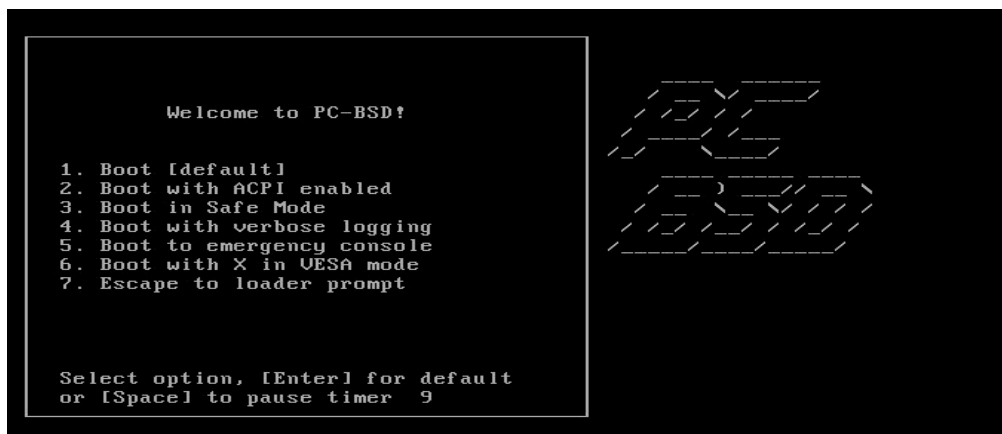 Welcome to PC-BSD!
1. Boot [default]
2. Boot with ACPI enabled
3. Boot in Safe Mode
4. Boot with verbose logging
5. Boot to emergency console
6. Boot with X in VESA mode
7. Escape to loader prompt
Select option, [Enter] for default
or [Space] to pause timer 9
PC
BSD